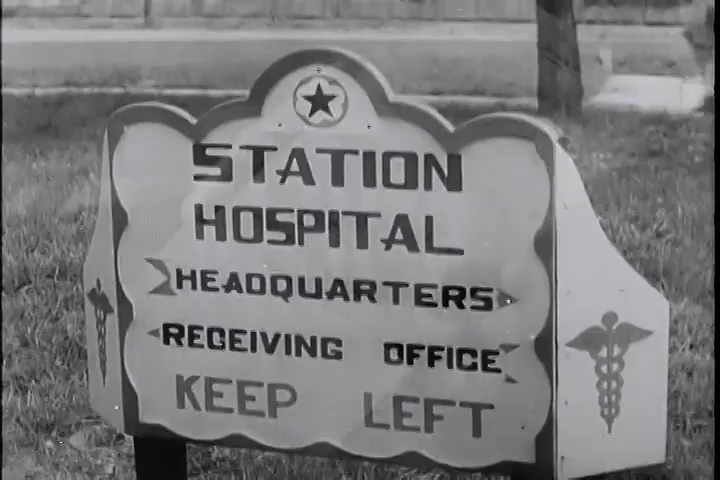 STATION
HOSPITAL
HEADQUARTERS
RECEIVING OFFICE
KEEP LEFT